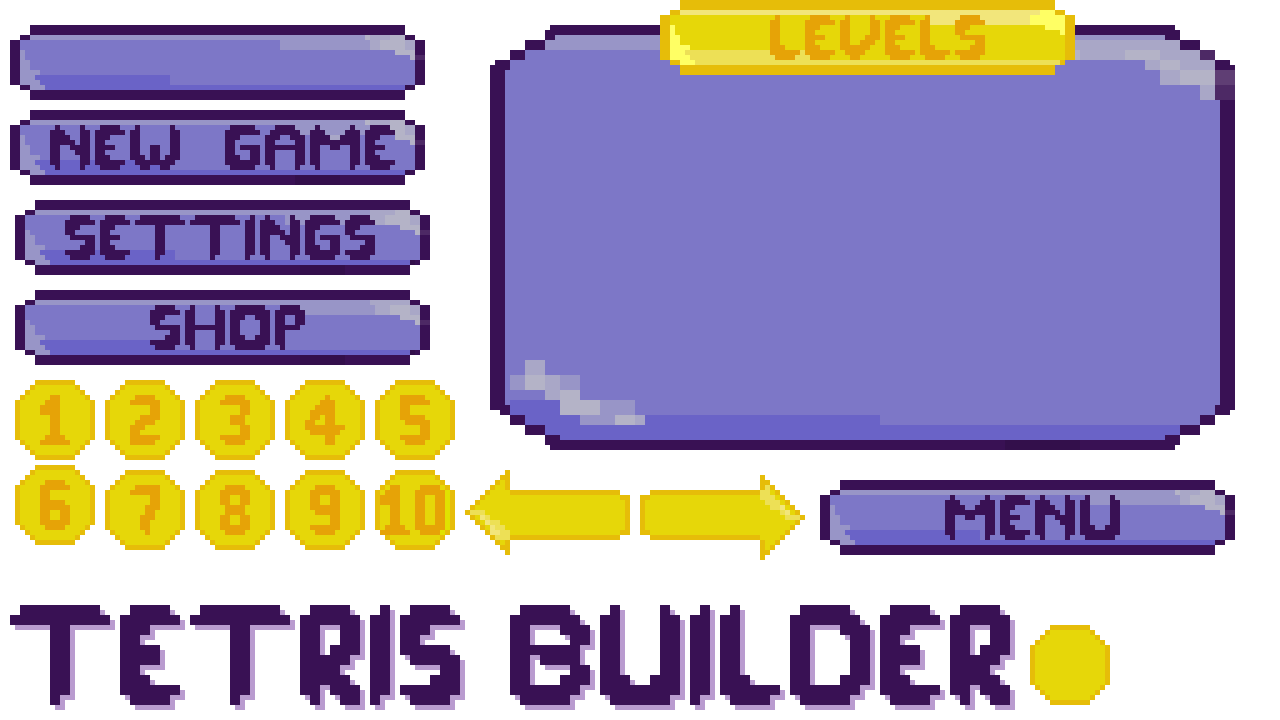 LEVELS
NEW GAME
SETTINGS
SHOP
1 2 3 4 5
6 7 8 9 10
MENU
TETRIS BUILDER